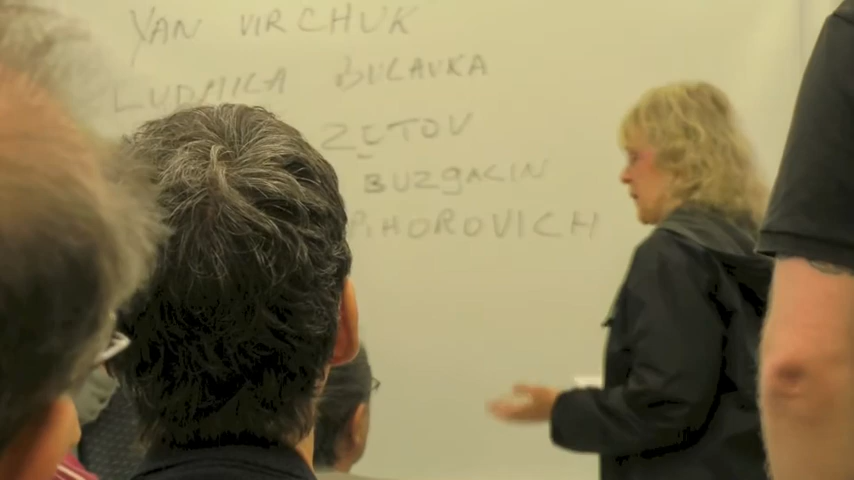 YAN VIRCHUK
LUDMILA BULAVKA
ZETOV
BUZGALIN
PIHOROVICH